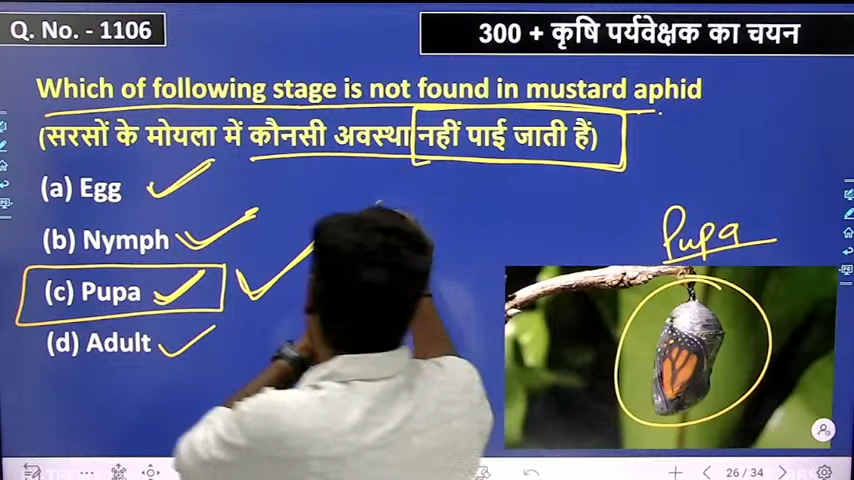 Q. No. - 1106
300 + कृषि पर्यवेक्षक का चयन
Which of following stage is not found in mustard aphid
(सरसों के मोयला में कौनसी अवस्था नहीं पाई जाती हैं)
(a) Egg
(b) Nymph
Pupa
(c) Pupa
(d) Adult
26/34